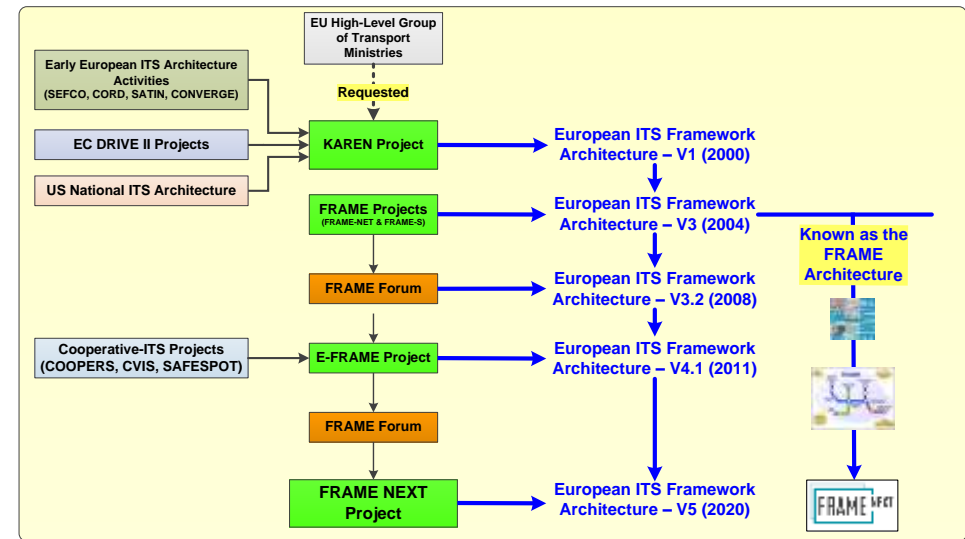 EU High-Level Group
of Transport
Ministries
Early European ITS Architecture
Activities
(SEFCO, CORD, SATIN, CONVERGE)
Requested
EC DRIVE II Projects
KAREN Project
European ITS Framework
Architecture – V1 (2000)
US National ITS Architecture
FRAME Projects
(FRAME-NET & FRAME-S)
European ITS Framework
Architecture – V3 (2004)
Known as the
FRAME
Architecture
FRAME Forum
European ITS Framework
Architecture – V3.2 (2008)
Cooperative-ITS Projects
(COOPERS, CVIS, SAFESPOT)
E-FRAME Project
European ITS Framework
Architecture – V4.1 (2011)
FRAME Forum
FRAME NEXT
Project
European ITS Framework
Architecture – V5 (2020)
FRAME NEXT